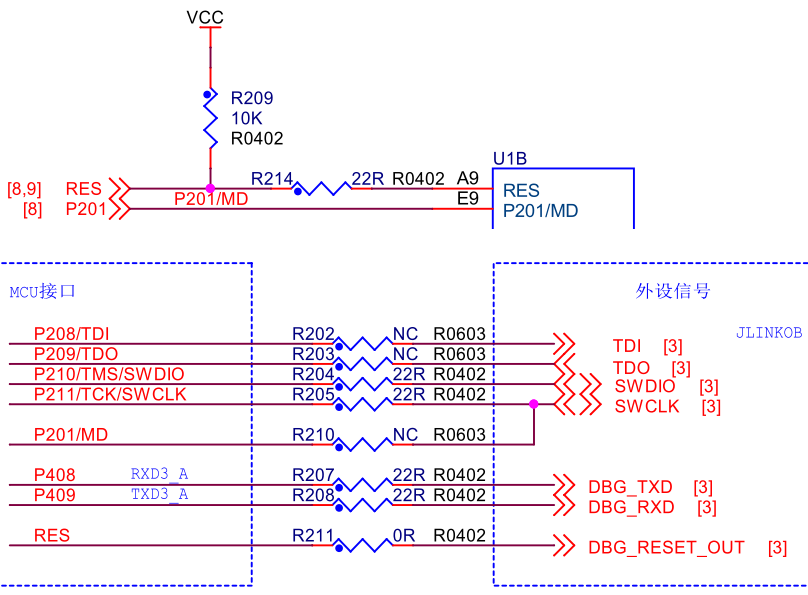 VCC
R209
10K
R0402
U1B
[8,9] RES R214 22R R0402 A9 RES
[8] P201 P201/MD E9 P201/MD
MCU接口 外设信号
JLINKOB
P208/TDI R202 NC R0603 TDI [3]
P209/TDO R203 NC R0603 TDO [3]
P210/TMS/SWDIO R204 22R R0402 SWDIO [3]
P211/TCK/SWCLK R205 22R R0402 SWCLK [3]
P201/MD R210 NC R0603
P408 RXD3_A R207 22R R0402 DBG_TXD [3]
P409 TXD3_A R208 22R R0402 DBG_RXD [3]
RES R211 0R R0402 DBG_RESET_OUT [3]